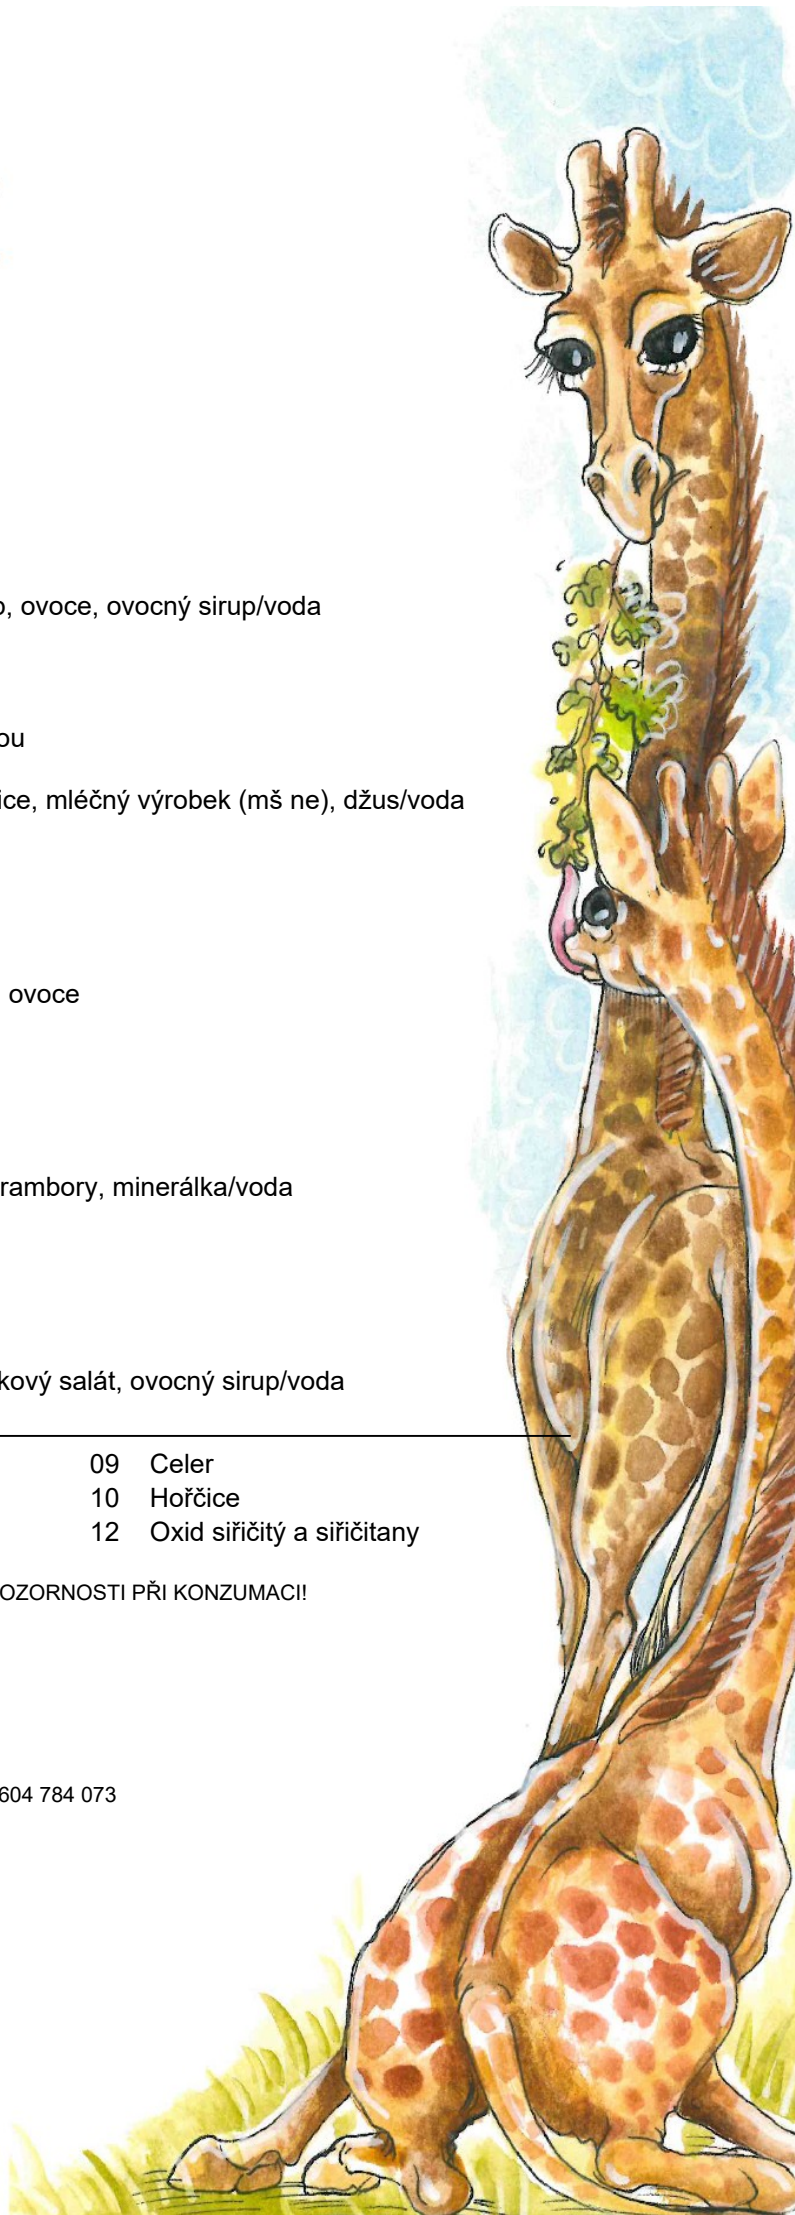 , ovoce, ovocný sirup/voda
ou
ice, mléčný výrobek (mš ne), džus/voda
ovoce
rambory, minerálka/voda
kový salát, ovocný sirup/voda
09 Celer
10 Hořčice
12 Oxid siřičitý a siřičitany
OZORNOSTI PŘI KONZUMACI!
604 784 073